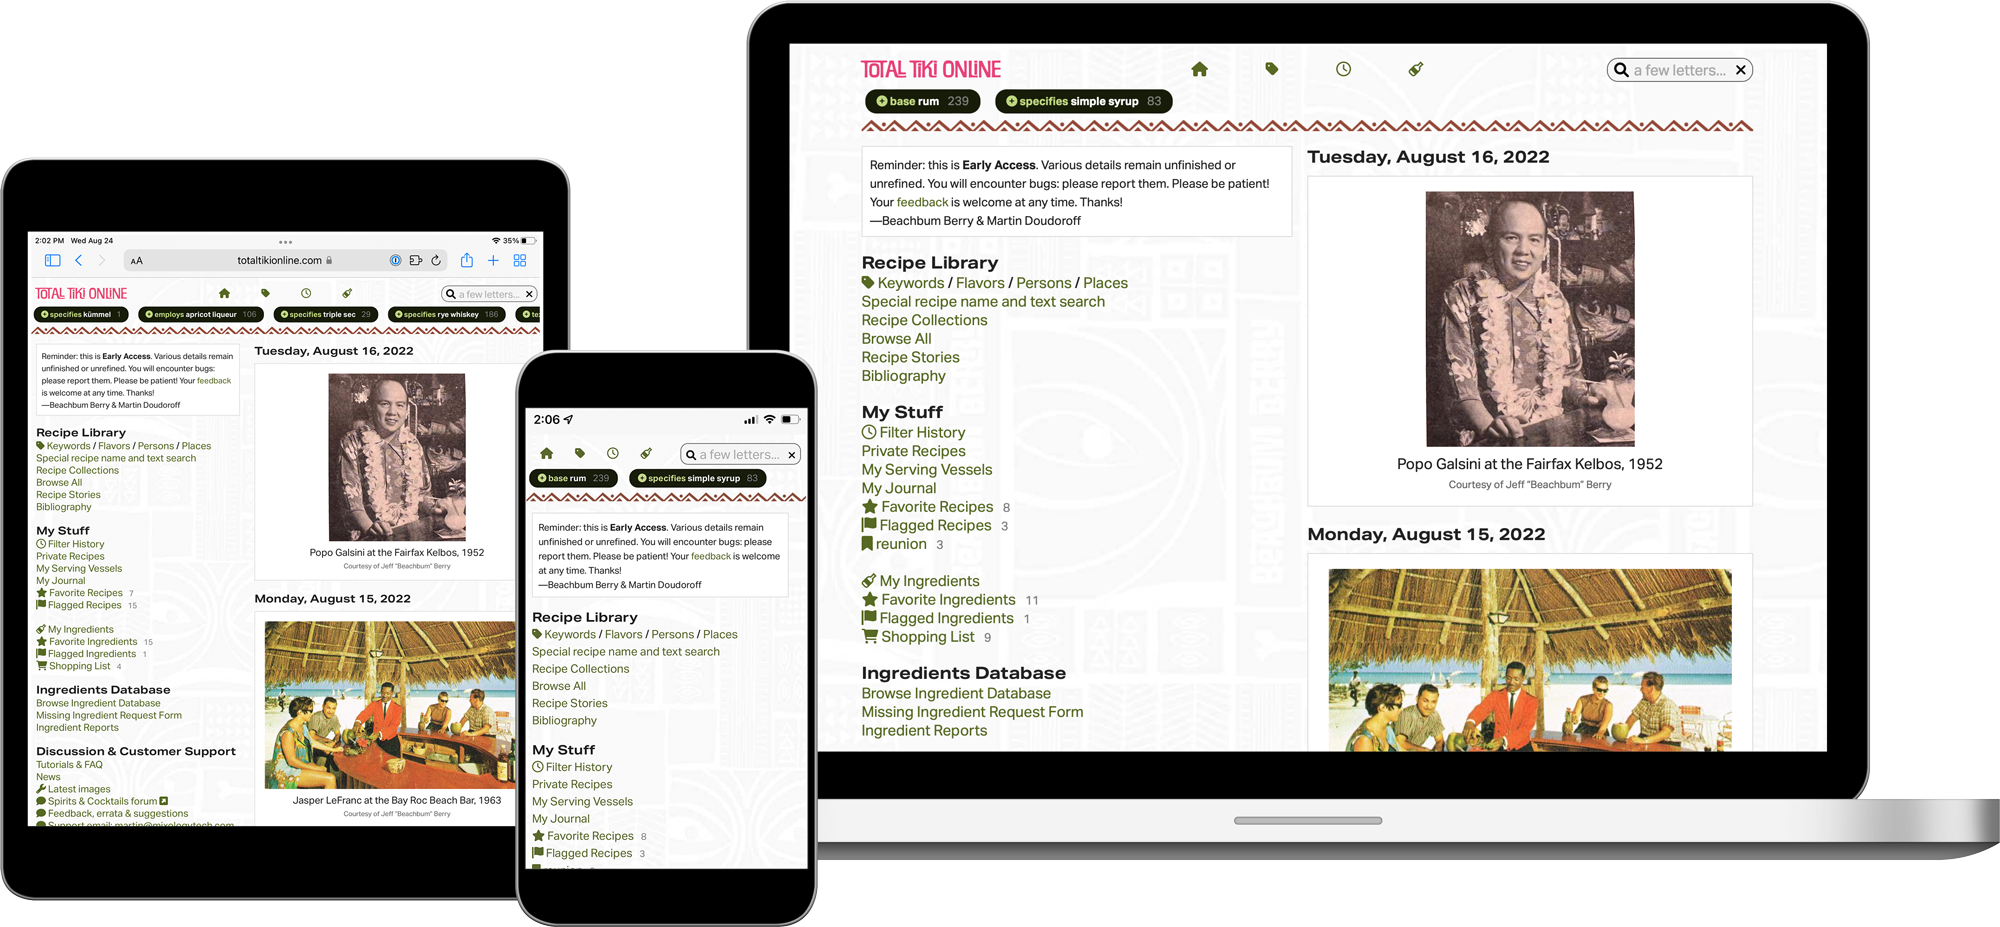 TOTAL TIKI ONLINE
a few letters...
base rum 239
specifies simple syrup 83
Reminder: this is Early Access. Various details remain unfinished or
unrefined. You will encounter bugs: please report them. Please be patient!
Your feedback is welcome at any time. Thanks!
—Beachbum Berry & Martin Doudoroff
Recipe Library
Keywords / Flavors / Persons / Places
Special recipe name and text search
Recipe Collections
Browse All
Recipe Stories
Bibliography
My Stuff
Filter History
Private Recipes
My Serving Vessels
My Journal
Favorite Recipes 8
Flagged Recipes 3
reunion 3
My Ingredients
Favorite Ingredients 11
Flagged Ingredients 1
Shopping List 9
Ingredients Database
Browse Ingredient Database
Missing Ingredient Request Form
Ingredient Reports
Tuesday, August 16, 2022
Popo Galsini at the Fairfax Kelbos, 1952
Courtesy of Jeff "Beachbum" Berry
Monday, August 15, 2022
2:02 PM Wed Aug 24
35%
AA
totaltikionline.com
TOTAL TIKI ONLINE
a few letters...
specifies kümmel 1
employs apricot liqueur 106
specifies triple sec 29
specifies rye whiskey 186
Reminder: this is Early Access. Various details remain
unfinished or unrefined. You will encounter bugs:
please report them. Please be patient! Your feedback
is welcome at any time. Thanks!
—Beachbum Berry & Martin Doudoroff
Recipe Library
Keywords / Flavors / Persons / Places
Special recipe name and text search
Recipe Collections
Browse All
Recipe Stories
Bibliography
My Stuff
Filter History
Private Recipes
My Serving Vessels
My Journal
Favorite Recipes 7
Flagged Recipes 15
My Ingredients
Favorite Ingredients 15
Flagged Ingredients 1
Shopping List 4
Ingredients Database
Browse Ingredient Database
Missing Ingredient Request Form
Ingredient Reports
Discussion & Customer Support
Tutorials & FAQ
News
Latest images
Spirits & Cocktails forum
Feedback, errata & suggestions
Support email: martin@mixologytech.com
Tuesday, August 16, 2022
Popo Galsini at the Fairfax Kelbos, 1952
Courtesy of Jeff "Beachbum" Berry
Monday, August 15, 2022
Jasper LeFranc at the Bay Roc Beach Bar, 1963
Courtesy of Jeff "Beachbum" Berry
2:06
a few letters...
base rum 239
specifies simple syrup 83
Reminder: this is Early Access. Various details remain
unfinished or unrefined. You will encounter bugs: please
report them. Please be patient! Your feedback is welcome
at any time. Thanks!
—Beachbum Berry & Martin Doudoroff
Recipe Library
Keywords / Flavors / Persons / Places
Special recipe name and text search
Recipe Collections
Browse All
Recipe Stories
Bibliography
My Stuff
Filter History
Private Recipes
My Serving Vessels
My Journal
Favorite Recipes 8
Flagged Recipes 3